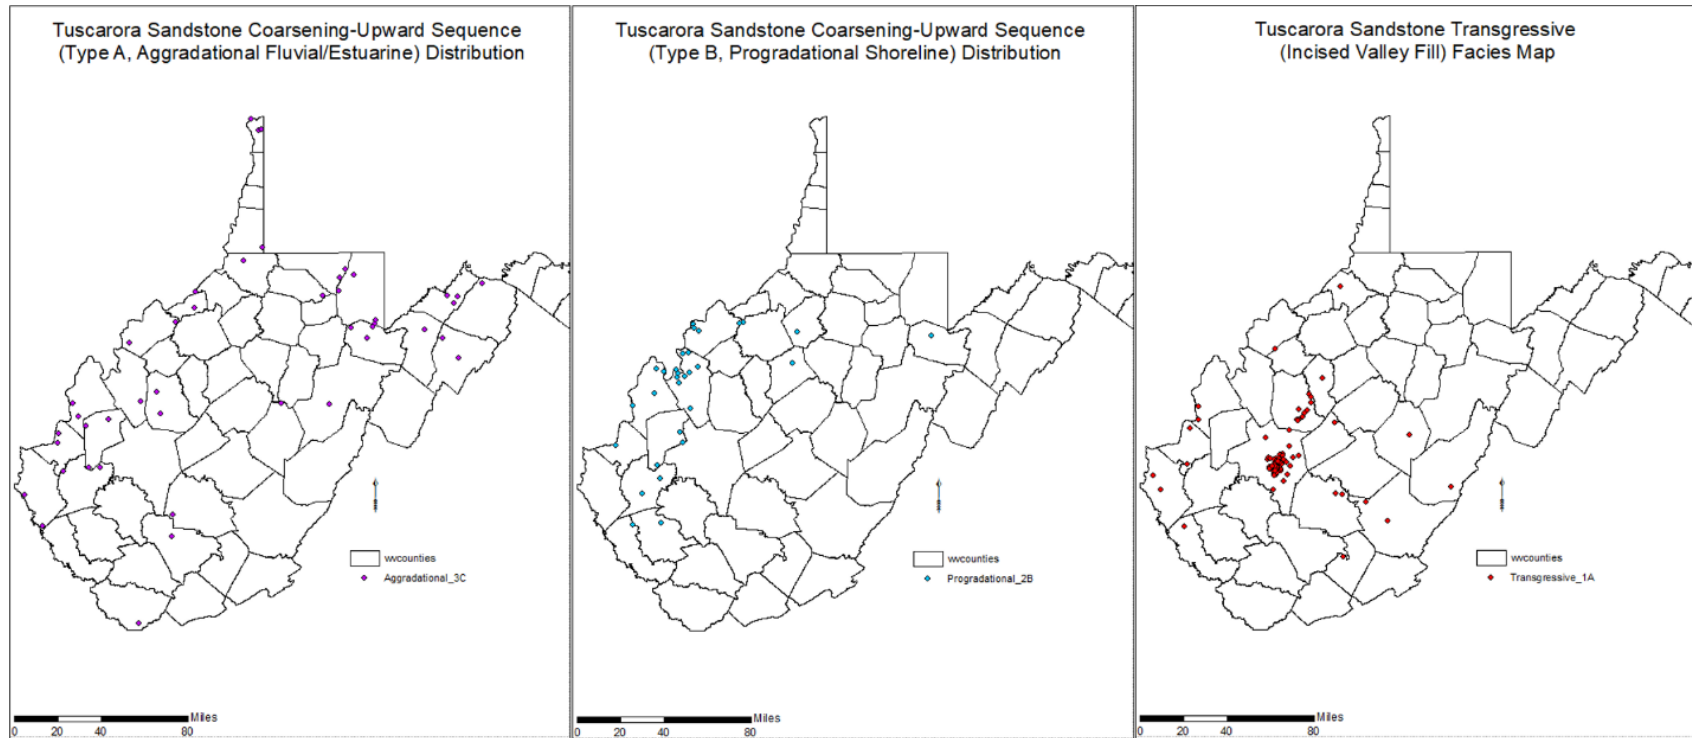 Tuscarora Sandstone Coarsening-Upward Sequence
(Type A, Aggradational Fluvial/Estuarine) Distribution
wvcounties
Aggradational_3C
Miles
0 20 40 80
Tuscarora Sandstone Coarsening-Upward Sequence
(Type B, Progradational Shoreline) Distribution
wvcounties
Progradational_2B
Miles
0 20 40 80
Tuscarora Sandstone Transgressive
(Incised Valley Fill) Facies Map
wvcounties
Transgressive_1A
Miles
0 20 40 80